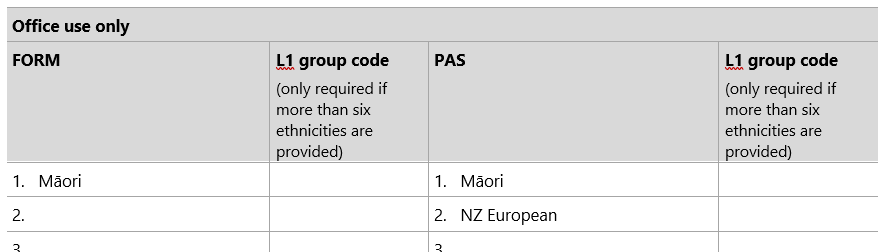 Office use only
FORM L1 group code PAS L1 group code
(only required if (only required if
more than six more than six
ethnicities are ethnicities are
provided) provided)
1. Māori 1. Māori
2. 2. NZ European
3. 3.